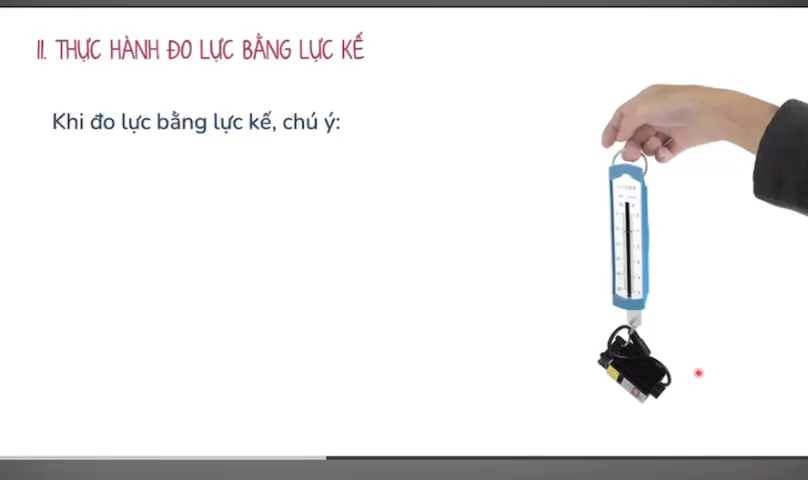 II. THỰC HÀNH ĐO LỰC BẰNG LỰC KẾ
Khi đo lực bằng lực kế, chú ý: